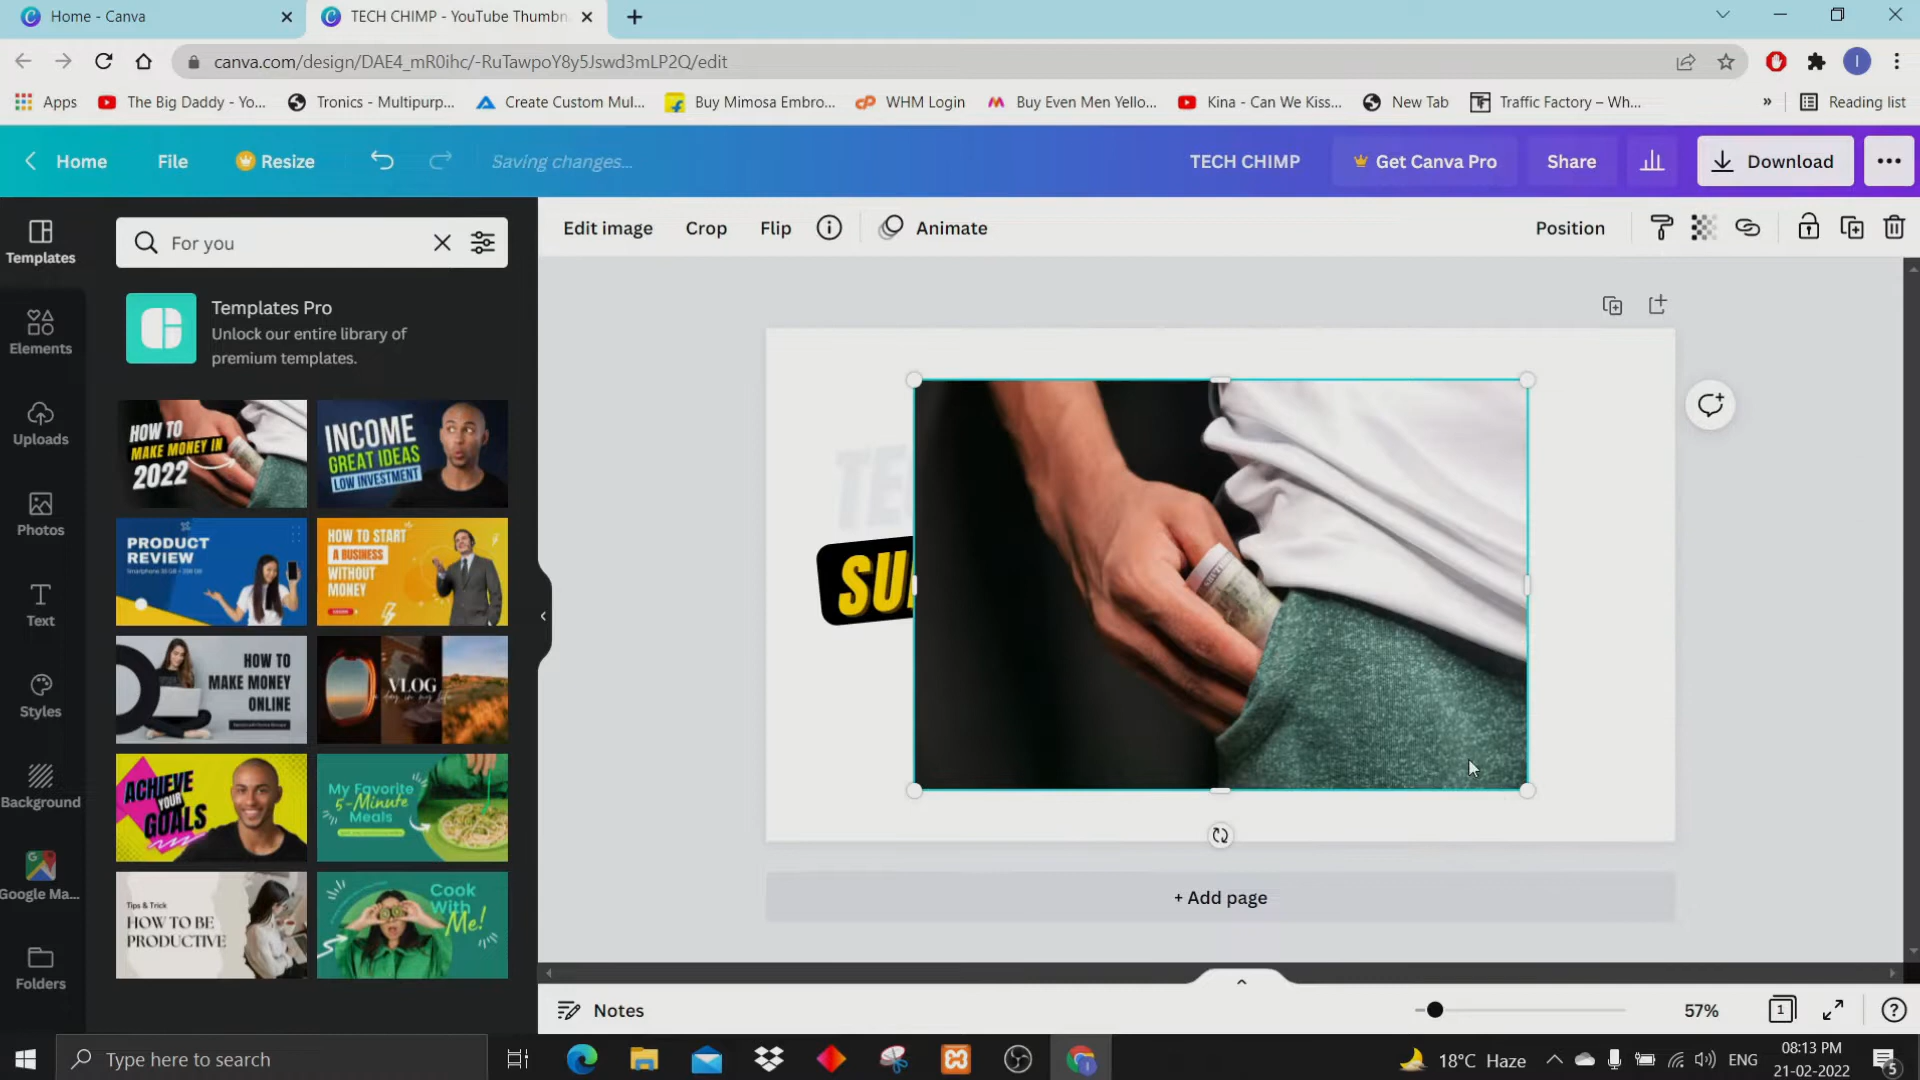 Home - Canva
TECH CHIMP - YouTube Thumbn
canva.com/design/DAE4_mR0ihc/-RuTawpoY8y5Jswd3mLP2Q/edit
Apps
The Big Daddy - Yo...
Tronics - Multipurp...
Create Custom Mul...
Buy Mimosa Embro...
WHM Login
Buy Even Men Yello...
Kina - Can We Kiss...
New Tab
Traffic Factory – Wh...
»
Reading list
Home
File
Resize
Saving changes...
TECH CHIMP
Get Canva Pro
Share
Download
Templates
Elements
Uploads
Photos
Text
Styles
Background
Google Ma...
Folders
For you
Templates Pro
Unlock our entire library of
premium templates.
HOW TO
MAKE MONEY IN
2022
INCOME
GREAT IDEAS
LOW INVESTMENT
PRODUCT
REVIEW
HOW TO START
A BUSINESS
WITHOUT
MONEY
HOW TO
MAKE MONEY
ONLINE
VLOG
a day in my life
ACHIEVE
YOUR
GOALS
My Favorite
5-Minute
Meals
Tips & Trick
HOW TO BE
PRODUCTIVE
Cook
With
Me!
Edit image
Crop
Flip
Animate
Position
TE
SU
+ Add page
Notes
57%
1
Type here to search
18°C Haze
ENG
08:13 PM
21-02-2022
5